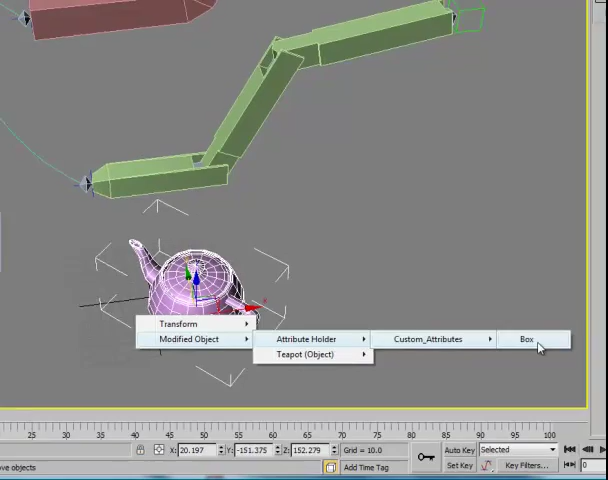 Transform
Modified Object
Attribute Holder
Custom_Attributes
Box
Teapot (Object)
25 30 35 40 45 50 55 60 65 70 75 80 85 90 95 100
X: 20.197 Y: -151.375 Z: 152.279 Grid = 10.0
Auto Key Selected
ove objects
Add Time Tag
Set Key
Key Filters...
0